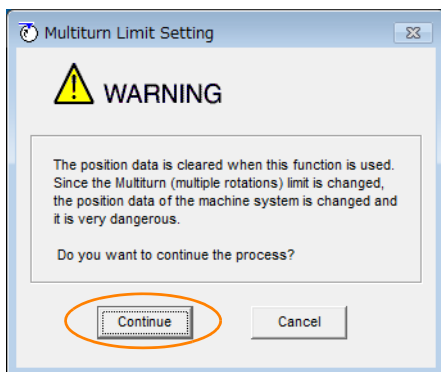 Multiturn Limit Setting
WARNING
The position data is cleared when this function is used.
Since the Multiturn (multiple rotations) limit is changed,
the position data of the machine system is changed and
it is very dangerous.
Do you want to continue the process?
Continue
Cancel